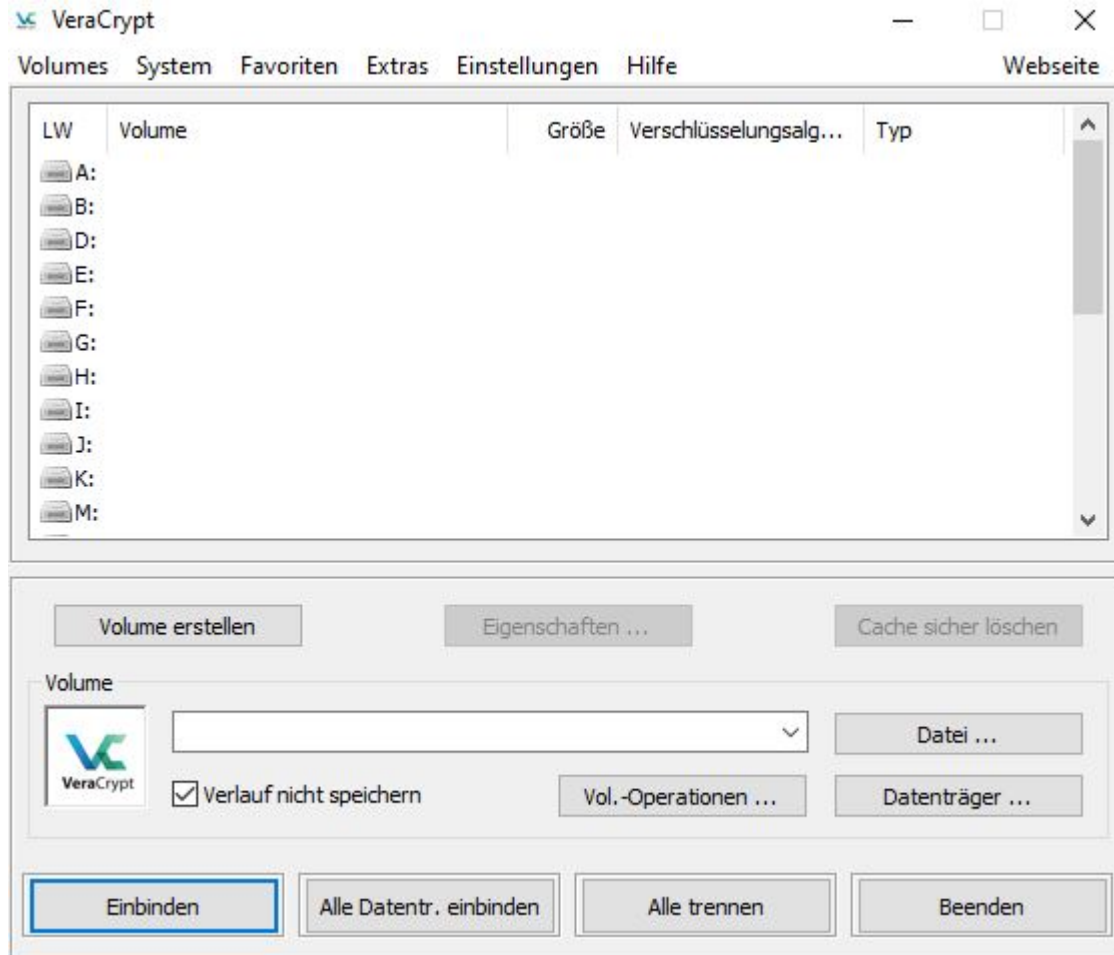 VeraCrypt
Volumes System Favoriten Extras Einstellungen Hilfe Webseite
LW Volume Größe Verschlüsselungsalg... Typ
A:
B:
D:
E:
F:
G:
H:
I:
J:
K:
M:
Volume erstellen Eigenschaften ... Cache sicher löschen
Volume
Datei ...
VeraCrypt
Verlauf nicht speichern Vol.-Operationen ... Datenträger ...
Einbinden Alle Datentr. einbinden Alle trennen Beenden